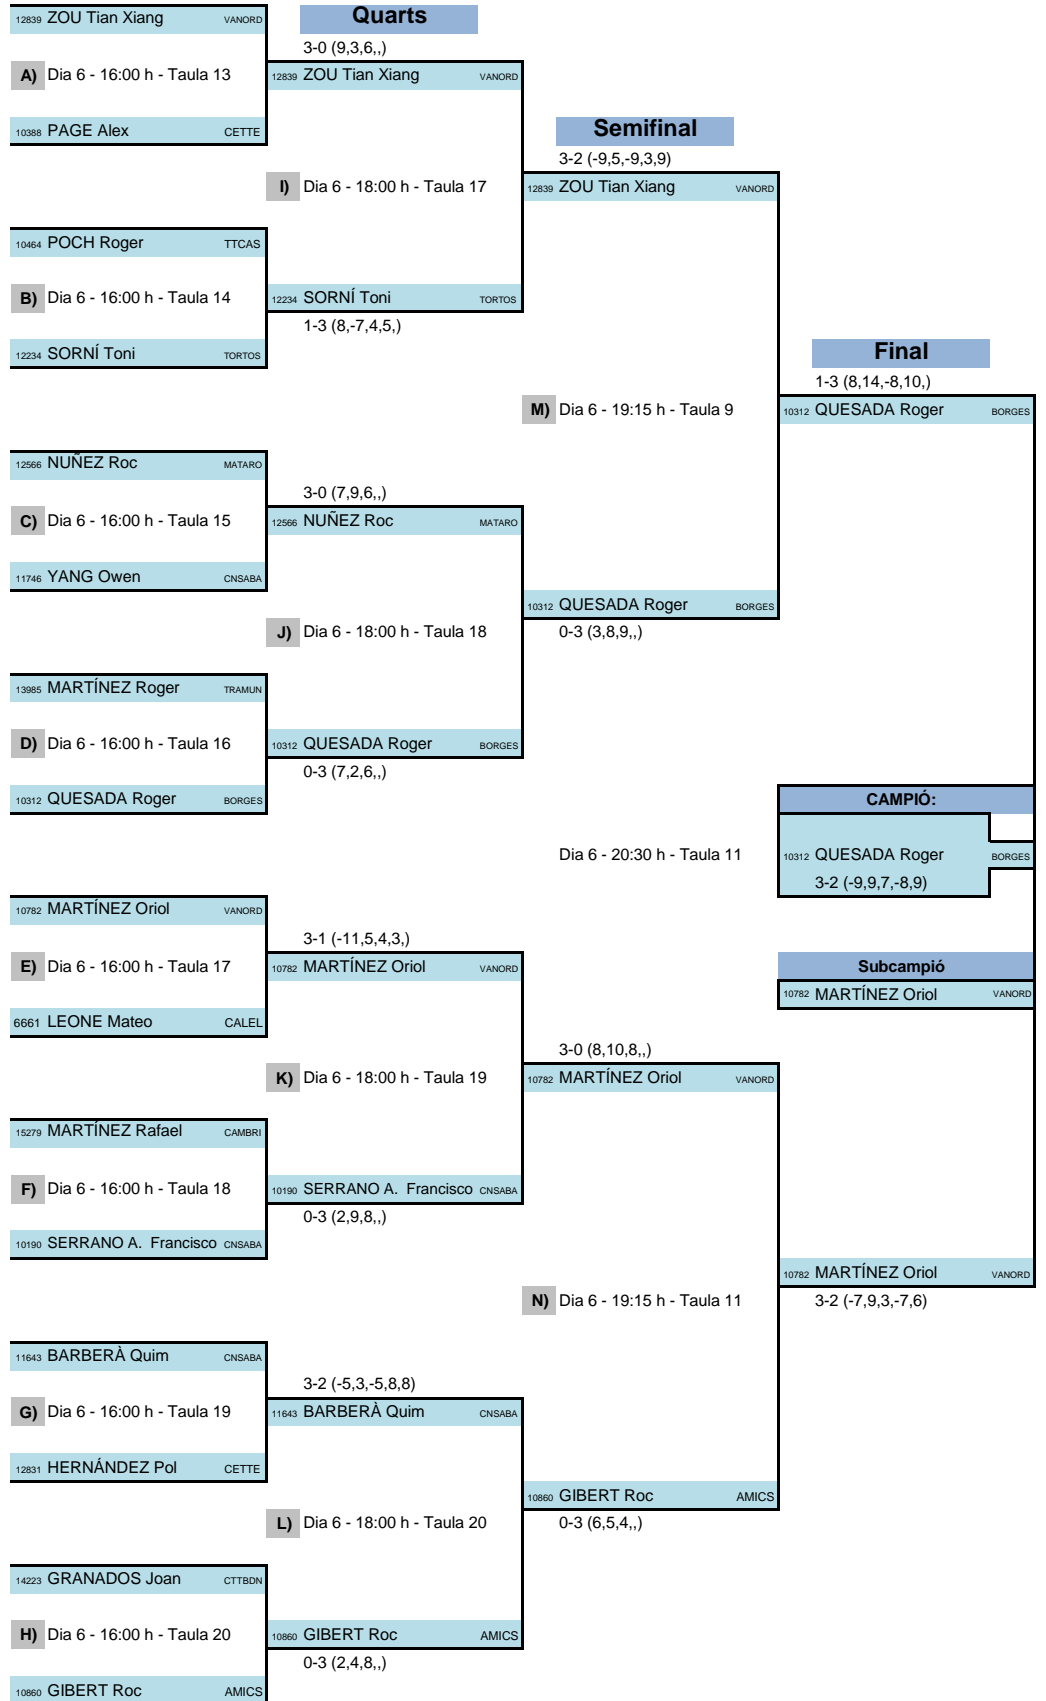 12839 ZOU Tian Xiang VANORD
Quarts
3-0 (9,3,6,,)
A) Dia 6 - 16:00 h - Taula 13
12839 ZOU Tian Xiang VANORD
10388 PAGE Alex CETTE
Semifinal
3-2 (-9,5,-9,3,9)
I) Dia 6 - 18:00 h - Taula 17
12839 ZOU Tian Xiang VANORD
10464 POCH Roger TTCAS
B) Dia 6 - 16:00 h - Taula 14
12234 SORNÍ Toni TORTOS
1-3 (8,-7,4,5,)
12234 SORNÍ Toni TORTOS
Final
1-3 (8,14,-8,10,)
M) Dia 6 - 19:15 h - Taula 9
10312 QUESADA Roger BORGES
12566 NUÑEZ Roc MATARO
3-0 (7,9,6,,)
C) Dia 6 - 16:00 h - Taula 15
12566 NUÑEZ Roc MATARO
11746 YANG Owen CNSABA
10312 QUESADA Roger BORGES
J) Dia 6 - 18:00 h - Taula 18
0-3 (3,8,9,,)
13985 MARTÍNEZ Roger TRAMUN
D) Dia 6 - 16:00 h - Taula 16
10312 QUESADA Roger BORGES
0-3 (7,2,6,,)
10312 QUESADA Roger BORGES
CAMPIÓ:
Dia 6 - 20:30 h - Taula 11
10312 QUESADA Roger BORGES
3-2 (-9,9,7,-8,9)
10782 MARTÍNEZ Oriol VANORD
3-1 (-11,5,4,3,)
E) Dia 6 - 16:00 h - Taula 17
10782 MARTÍNEZ Oriol VANORD
Subcampió
10782 MARTÍNEZ Oriol VANORD
6661 LEONE Mateo CALEL
3-0 (8,10,8,,)
K) Dia 6 - 18:00 h - Taula 19
10782 MARTÍNEZ Oriol VANORD
15279 MARTÍNEZ Rafael CAMBRI
F) Dia 6 - 16:00 h - Taula 18
10190 SERRANO A. Francisco CNSABA
0-3 (2,9,8,,)
10190 SERRANO A. Francisco CNSABA
10782 MARTÍNEZ Oriol VANORD
N) Dia 6 - 19:15 h - Taula 11
3-2 (-7,9,3,-7,6)
11643 BARBERÀ Quim CNSABA
3-2 (-5,3,-5,8,8)
G) Dia 6 - 16:00 h - Taula 19
11643 BARBERÀ Quim CNSABA
12831 HERNÁNDEZ Pol CETTE
10860 GIBERT Roc AMICS
L) Dia 6 - 18:00 h - Taula 20
0-3 (6,5,4,,)
14223 GRANADOS Joan CTTBDN
H) Dia 6 - 16:00 h - Taula 20
10860 GIBERT Roc AMICS
0-3 (2,4,8,,)
10860 GIBERT Roc AMICS